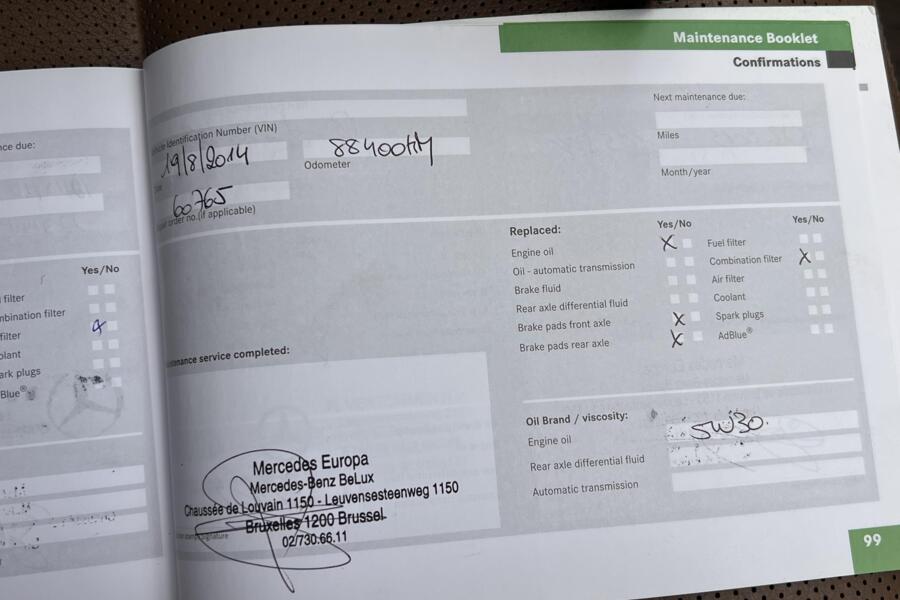 Maintenance Booklet
Confirmations
nce due:
Yes/No
filter
mbination filter
filter
olant
ark plugs
Blue®
Identification Number (VIN)
19/8/2014
88400KM
Odometer
60765
order no.(if applicable)
Next maintenance due:
Miles
Month/year
Replaced:
Yes/No
Yes/No
Engine oil
X
Fuel filter
Oil - automatic transmission
Combination filter
X
Brake fluid
Air filter
Rear axle differential fluid
Coolant
Brake pads front axle
X
Spark plugs
Brake pads rear axle
X
AdBlue®
tenance service completed:
Mercedes Europa
Mercedes-Benz BeLux
Chaussée de Louvain 1150 - Leuvensesteenweg 1150
Bruxelles 1200 Brussel
02/730.66.11
Oil Brand / viscosity:
Engine oil
5W30.
Rear axle differential fluid
Automatic transmission
99